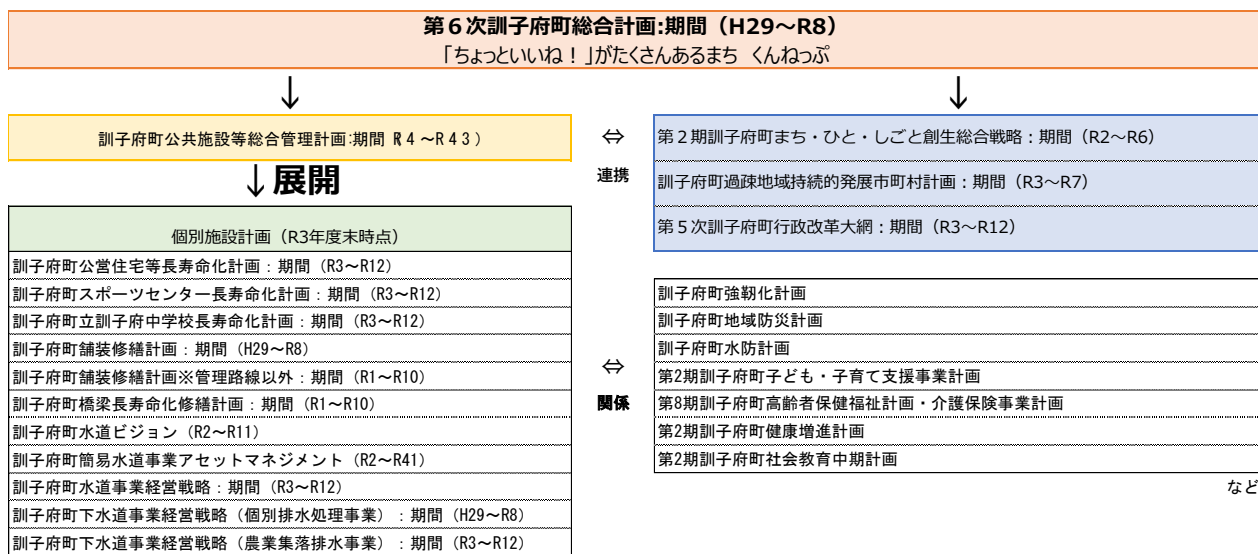 第６次訓子府町総合計画:期間（H29～R8）
「ちょっといいね！」がたくさんあるまち くんねっぷ
↓
↓
訓子府町公共施設等総合管理計画:期間 R４～R４３）
⇔
連携
第２期訓子府町まち・ひと・しごと創生総合戦略：期間（R2～R6）
訓子府町過疎地域持続的発展市町村計画：期間（R3～R7）
第５次訓子府町行政改革大綱：期間（R3～R12）
↓展開
個別施設計画（R3年度末時点）
訓子府町公営住宅等長寿命化計画：期間（R3～R12）
訓子府町スポーツセンター長寿命化計画：期間（R3～R12）
訓子府町立訓子府中学校長寿命化計画：期間（R3～R12）
訓子府町舗装修繕計画：期間（H29～R8）
訓子府町舗装修繕計画※管理路線以外：期間（R1～R10）
訓子府町橋梁長寿命化修繕計画：期間（R1～R10）
訓子府町水道ビジョン（R2～R11）
訓子府町簡易水道事業アセットマネジメント（R2～R41）
訓子府町水道事業経営戦略：期間（R3～R12）
訓子府町下水道事業経営戦略（個別排水処理事業）：期間（H29～R8）
訓子府町下水道事業経営戦略（農業集落排水事業）：期間（R3～R12）
⇔
関係
訓子府町強靱化計画
訓子府町地域防災計画
訓子府町水防計画
第2期訓子府町子ども・子育て支援事業計画
第8期訓子府町高齢者保健福祉計画・介護保険事業計画
第2期訓子府町健康増進計画
第2期訓子府町社会教育中期計画
など